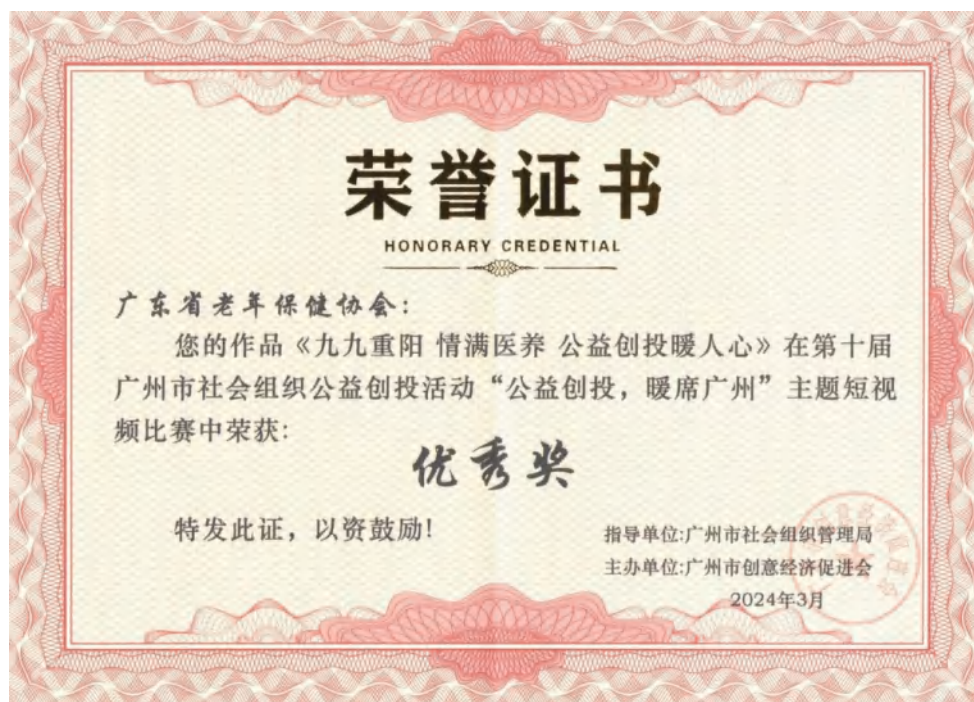 荣誉证书
HONORARY CREDENTIAL
广东省老年保健协会:
您的作品《九九重阳 情满医养 公益创投暖人心》在第十届
广州市社会组织公益创投活动“公益创投，暖席广州”主题短视
频比赛中荣获:
优秀奖
特发此证，以资鼓励!
指导单位:广州市社会组织管理局
主办单位:广州市创意经济促进会
2024年3月